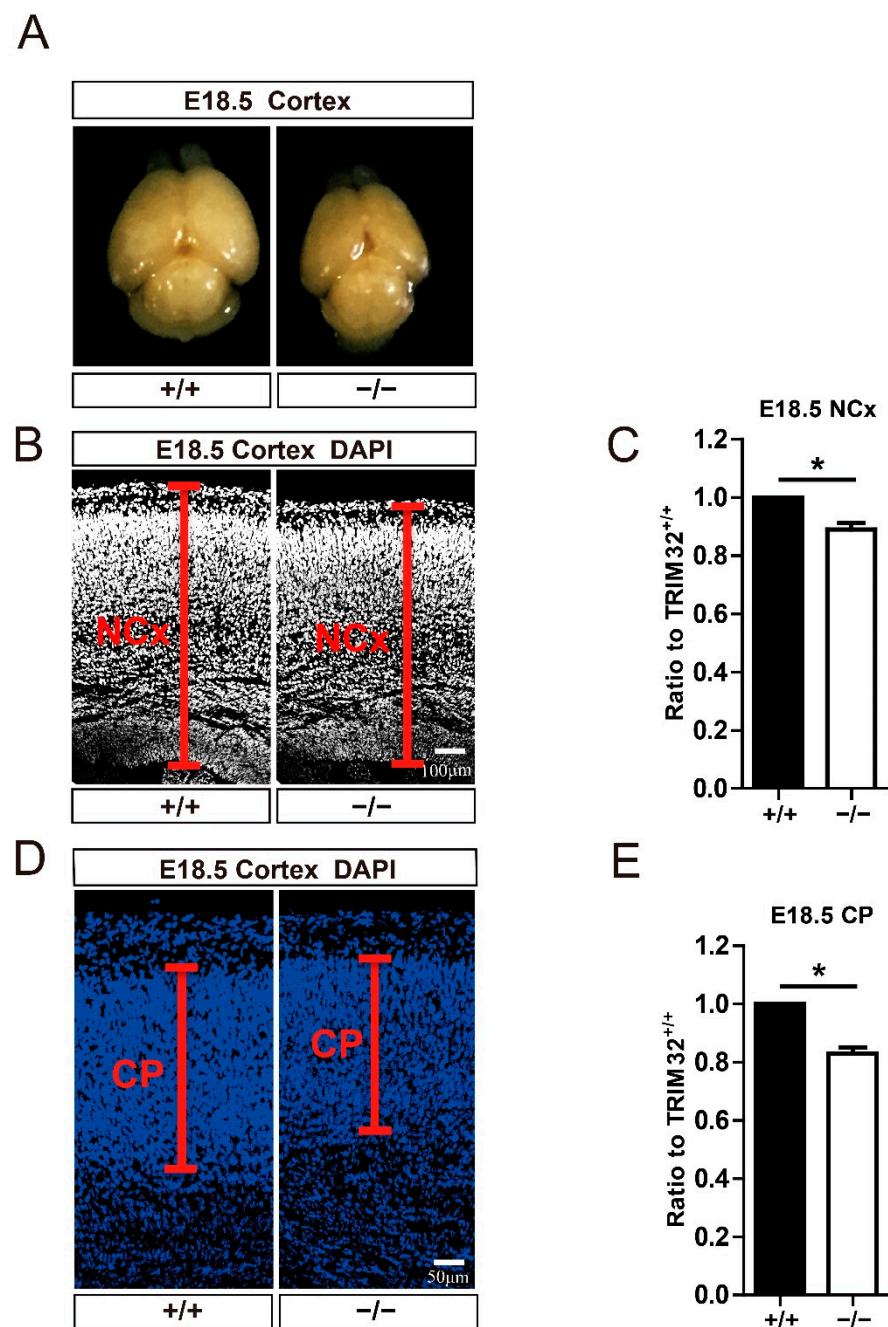 A
E18.5 Cortex
+/+
−/−
B
E18.5 Cortex DAPI
NCx
NCx
100μm
+/+
−/−
C
E18.5 NCx
Ratio to TRIM32+/+
1.2
1.0
0.8
0.6
0.4
0.2
0.0
*
+/+
−/−
D
E18.5 Cortex DAPI
CP
CP
50μm
+/+
−/−
E
E18.5 CP
Ratio to TRIM32+/+
1.2
1.0
0.8
0.6
0.4
0.2
0.0
*
+/+
−/−